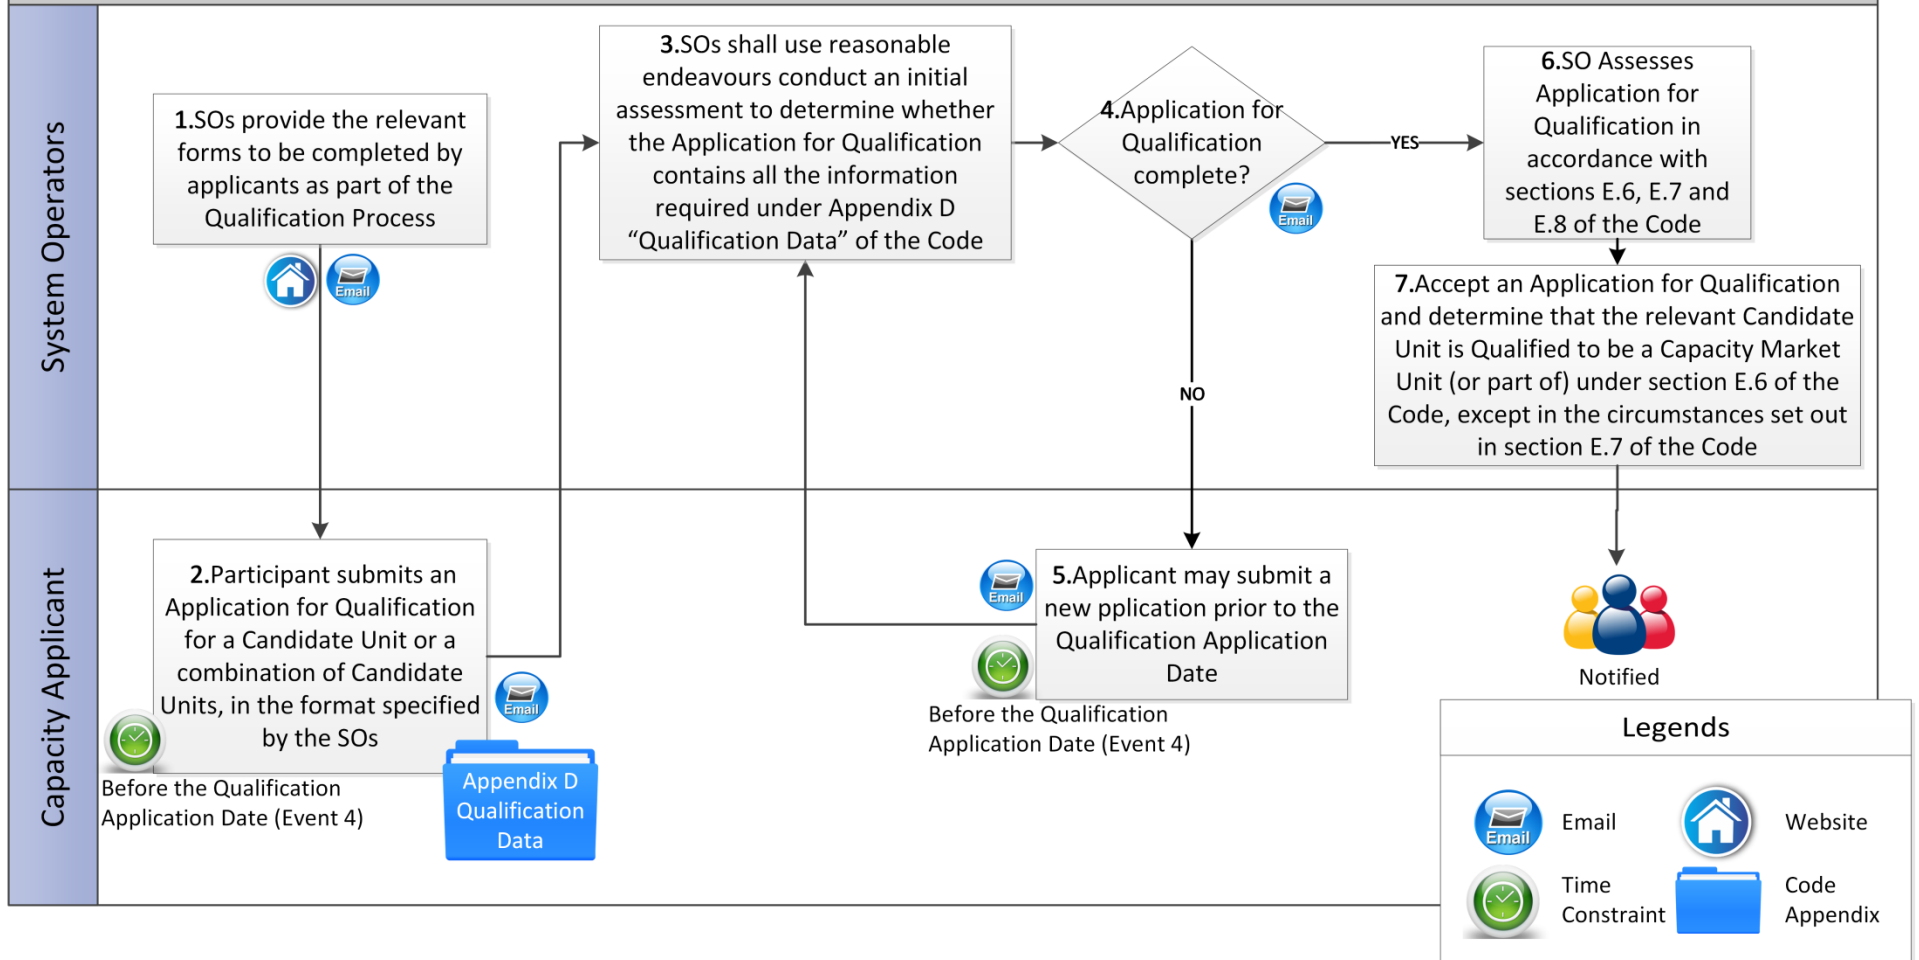 System Operators
1.SOs provide the relevant
forms to be completed by
applicants as part of the
Qualification Process
Email
3.SOs shall use reasonable
endeavours conduct an initial
assessment to determine whether
the Application for Qualification
contains all the information
required under Appendix D
“Qualification Data” of the Code
4.Application for
Qualification
complete?
Email
YES
NO
6.SO Assesses
Application for
Qualification in
accordance with
sections E.6, E.7 and
E.8 of the Code
7.Accept an Application for Qualification
and determine that the relevant Candidate
Unit is Qualified to be a Capacity Market
Unit (or part of) under section E.6 of the
Code, except in the circumstances set out
in section E.7 of the Code
Capacity Applicant
2.Participant submits an
Application for Qualification
for a Candidate Unit or a
combination of Candidate
Units, in the format specified
by the SOs
Email
Before the Qualification
Application Date (Event 4)
Appendix D
Qualification
Data
Email
5.Applicant may submit a
new pplication prior to the
Qualification Application
Date
Before the Qualification
Application Date (Event 4)
Notified
Legends
Email
Email
Website
Time
Constraint
Code
Appendix